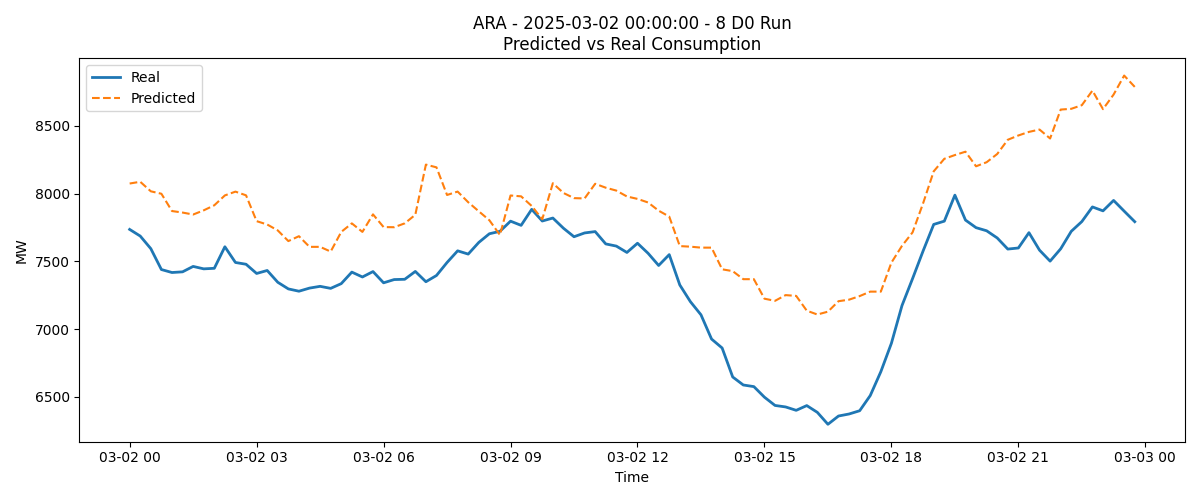 ARA - 2025-03-02 00:00:00 - 8 D0 Run
Predicted vs Real Consumption
Real
Predicted
MW
8500
8000
7500
7000
6500
03-02 00 03-02 03 03-02 06 03-02 09 03-02 12 03-02 15 03-02 18 03-02 21 03-03 00
Time